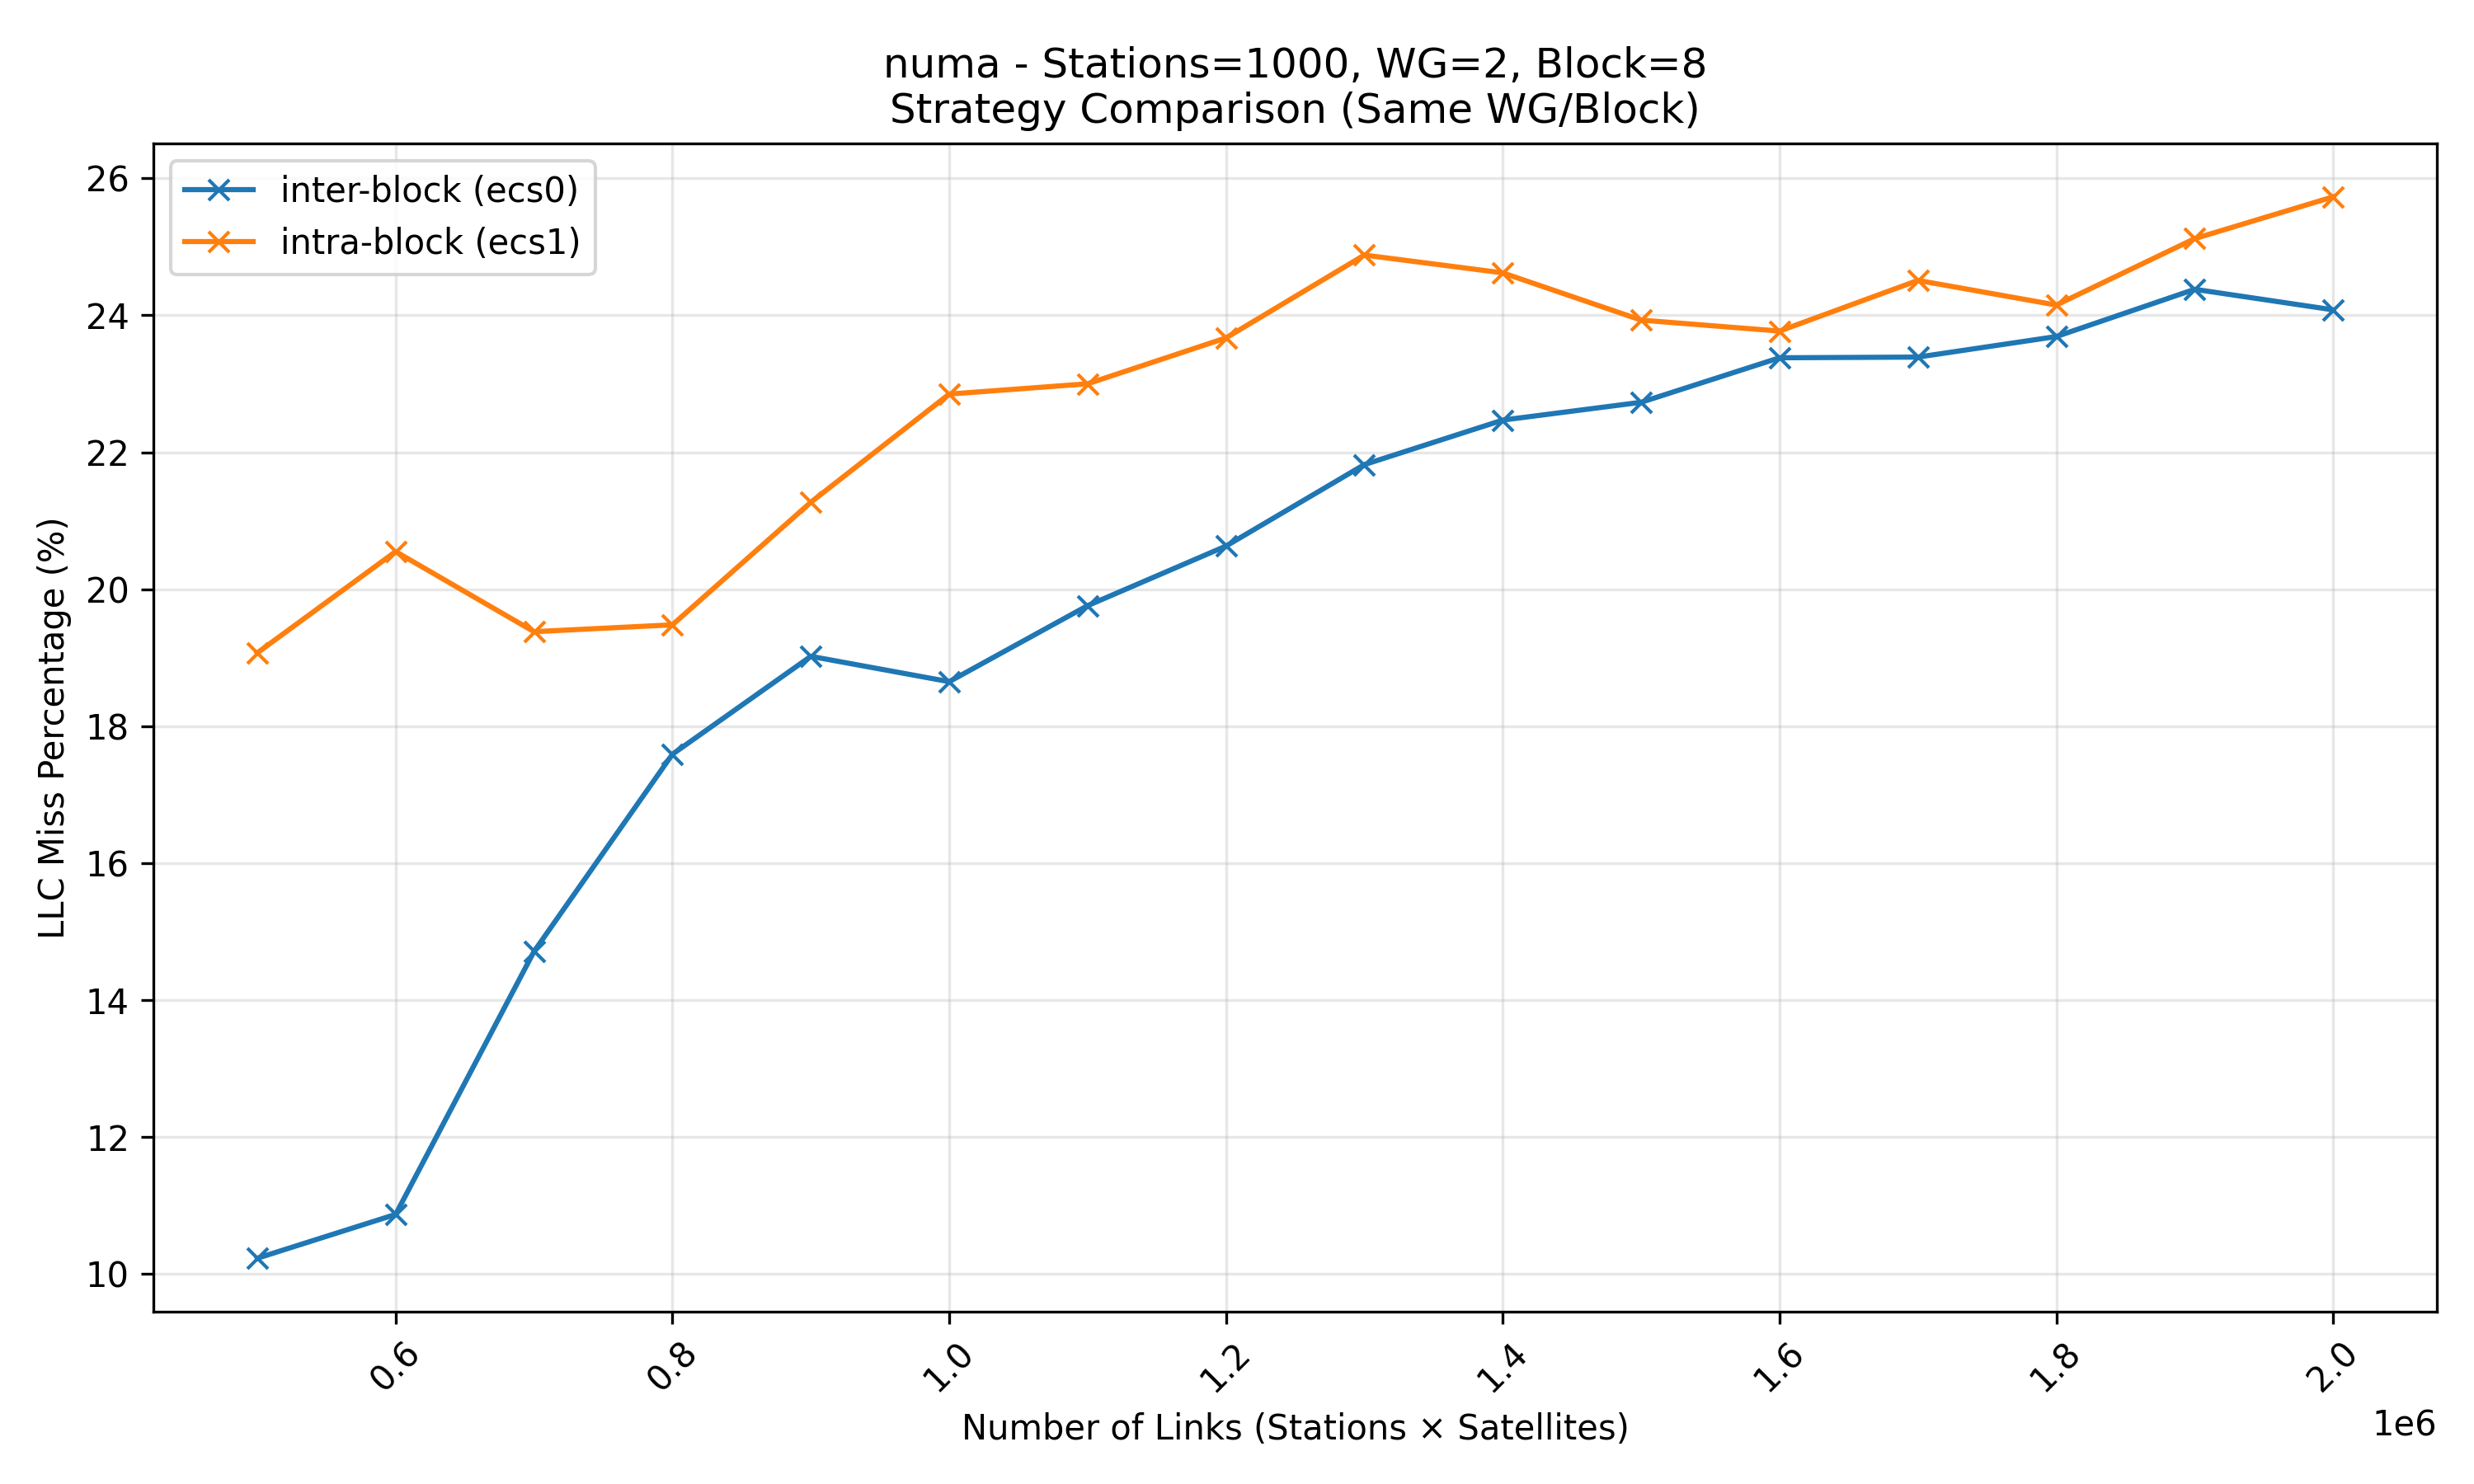 numa - Stations=1000, WG=2, Block=8
Strategy Comparison (Same WG/Block)
inter-block (ecs0)
intra-block (ecs1)
LLC Miss Percentage (%)
26
24
22
20
18
16
14
12
10
0.6
0.8
1.0
1.2
1.4
1.6
1.8
2.0
1e6
Number of Links (Stations × Satellites)